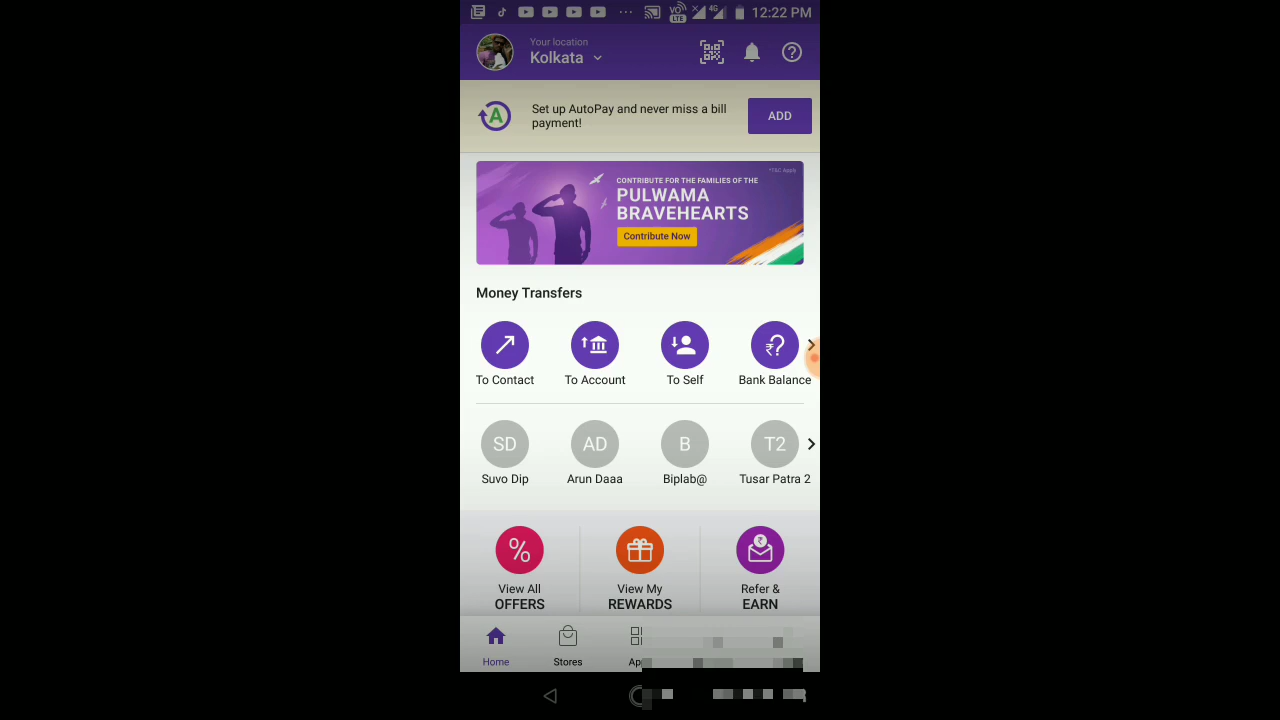 VO)) LTE 4G 12:22 PM
Your location
Kolkata
A
Set up AutoPay and never miss a bill
payment!
ADD
*T&C Apply
CONTRIBUTE FOR THE FAMILIES OF THE
PULWAMA
BRAVEHEARTS
Contribute Now
Money Transfers
To Contact
To Account
To Self
Bank Balance
SD
AD
B
T2
Suvo Dip
Arun Daaa
Biplab@
Tusar Patra 2
View All
OFFERS
View My
REWARDS
Refer &
EARN
Home
Stores